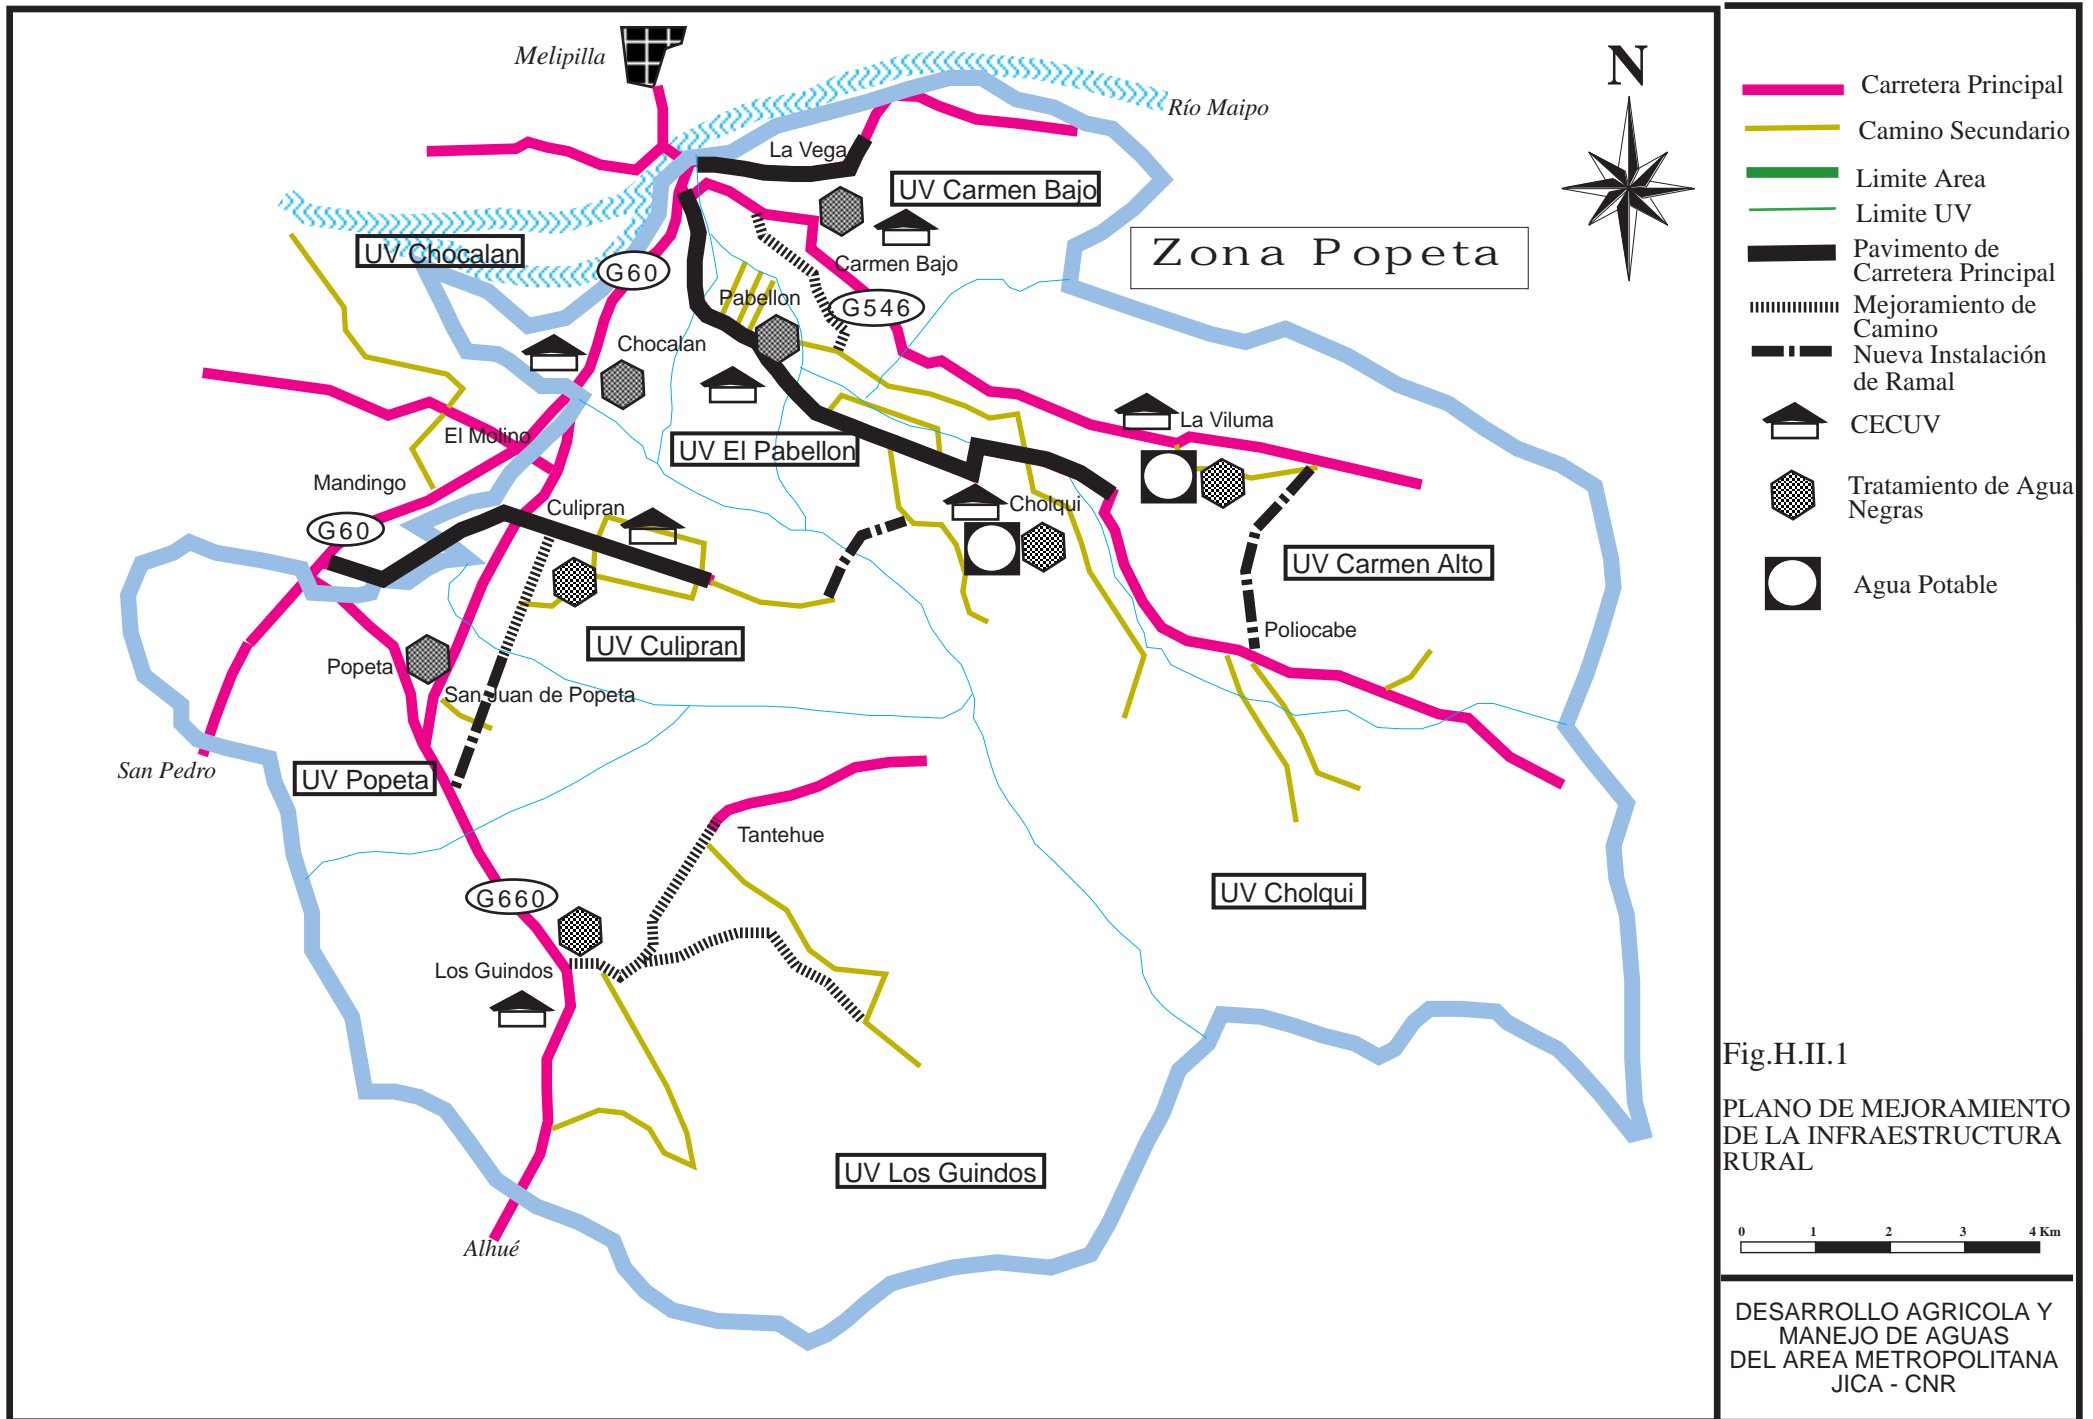 Melipilla
Río Maipo
N
La Vega
UV Carmen Bajo
UV Chocalan
Zona Popeta
G60
Carmen Bajo
Pabellon
G546
Chocalan
La Viluma
El Molino
UV El Pabellon
Mandingo
Culipran
Cholqui
G60
UV Carmen Alto
Poliocabe
UV Culipran
Popeta
San Juan de Popeta
San Pedro
UV Popeta
Tantehue
G660
UV Cholqui
Los Guindos
UV Los Guindos
Alhué
Carretera Principal
Camino Secundario
Limite Area
Limite UV
Pavimento de
Carretera Principal
Mejoramiento de
Camino
Nueva Instalación
de Ramal
CECUV
Tratamiento de Agua
Negras
Agua Potable
Fig.H.II.1
PLANO DE MEJORAMIENTO
DE LA INFRAESTRUCTURA
RURAL
0 1 2 3 4 Km
DESARROLLO AGRICOLA Y
MANEJO DE AGUAS
DEL AREA METROPOLITANA
JICA - CNR